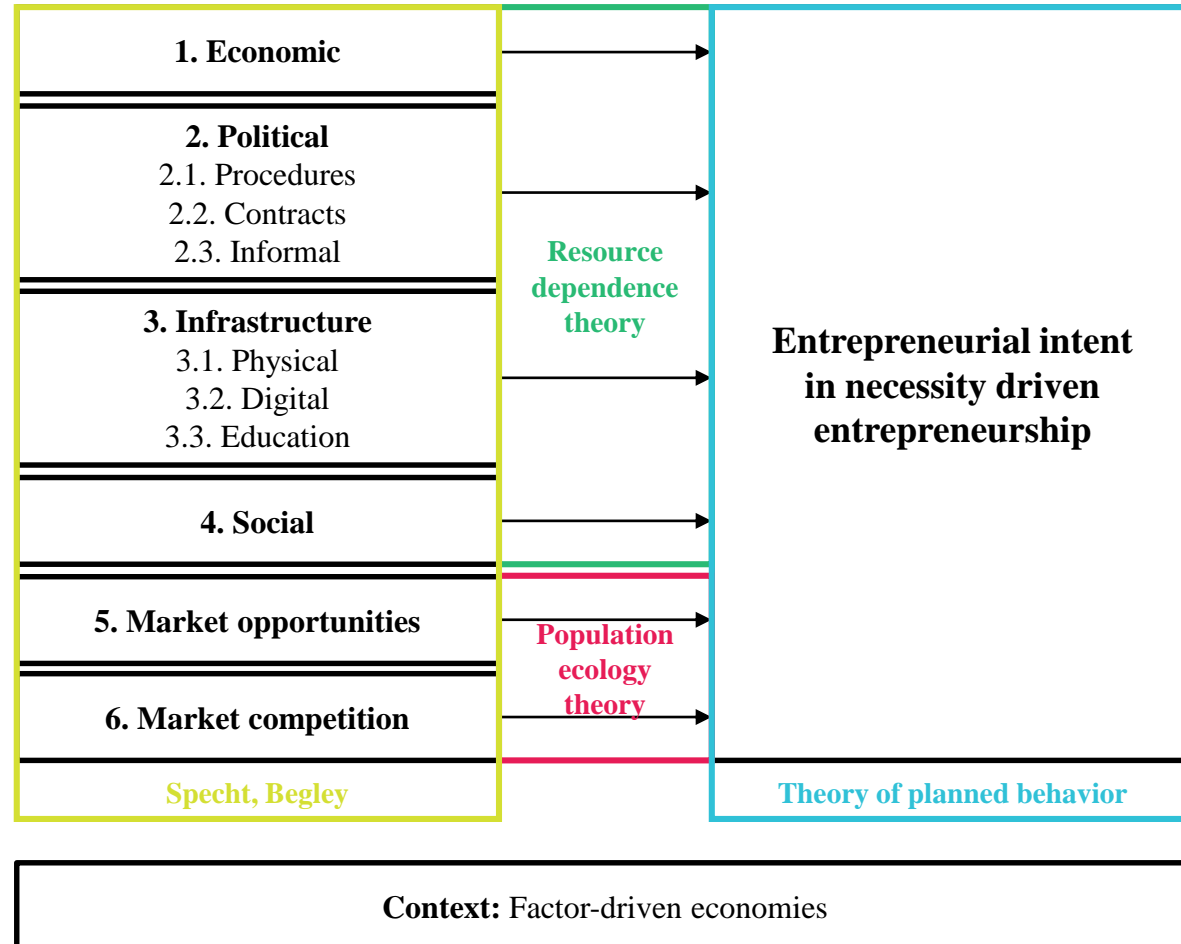 1. Economic
2. Political
2.1. Procedures
2.2. Contracts
2.3. Informal
3. Infrastructure
3.1. Physical
3.2. Digital
3.3. Education
4. Social
5. Market opportunities
6. Market competition
Specht, Begley
Resource
dependence
theory
Population
ecology
theory
Entrepreneurial intent
in necessity driven
entrepreneurship
Theory of planned behavior
Context: Factor-driven economies